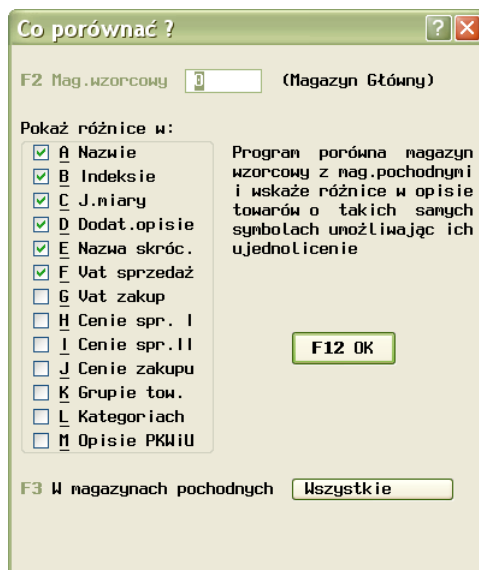 Co porównać ?
F2 Mag.wzorcowy 0 (Magazyn Główny)
Pokaż różnice w:
A Nazwie
B Indeksie
C J.miary
D Dodat.opisie
E Nazwa skróc.
F Vat sprzedaż
G Vat zakup
H Cenie spr. I
I Cenie spr.II
J Cenie zakupu
K Grupie tow.
L Kategoriach
M Opisie PKWiU
Program porówna magazyn
wzorcowy z mag.pochodnymi
i wskaże różnice w opisie
towarów o takich samych
symbolach umożliwając ich
ujednolicenie
F12 OK
F3 W magazynach pochodnych Wszystkie